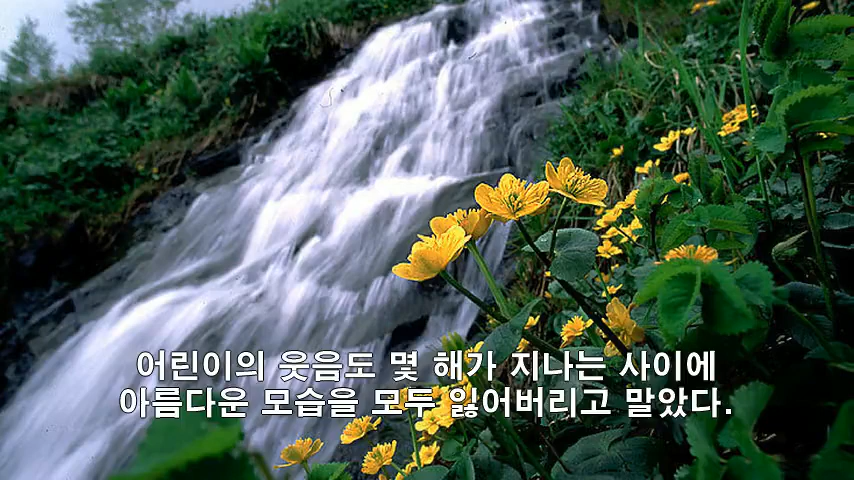 어린이의 웃음도 몇 해가 지나는 사이에
아름다운 모습을 모두 잃어버리고 말았다.